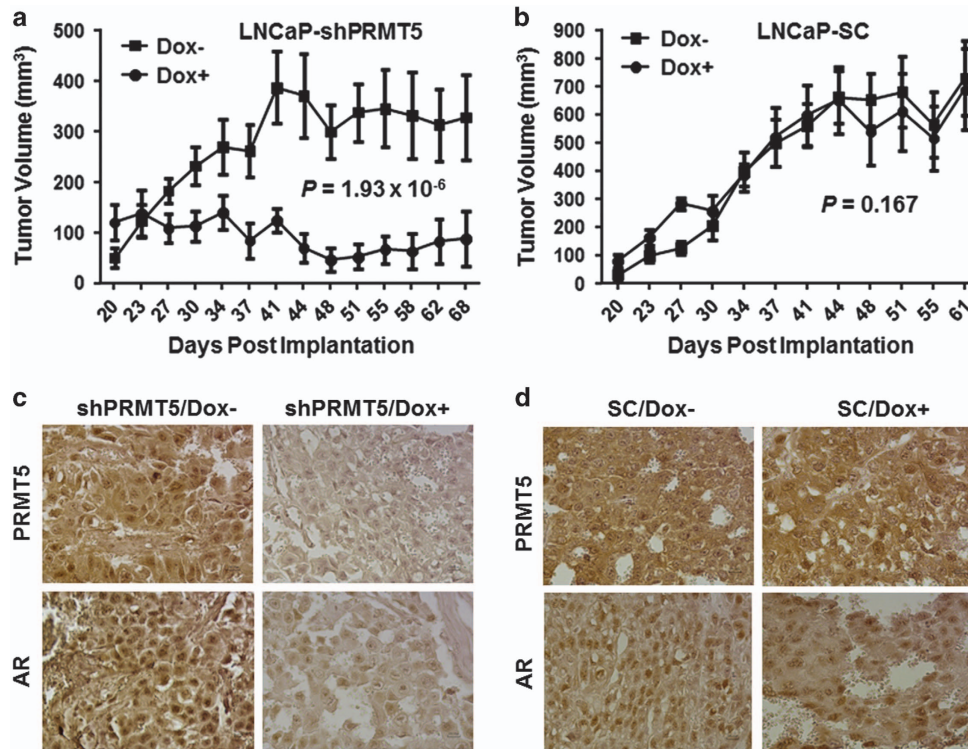 a
LNCaP-shPRMT5
Tumor Volume (mm³)
500
400
300
200
100
0
Dox-
Dox+
P = 1.93 x 10-6
20 23 27 30 34 37 41 44 48 51 55 58 62 68
Days Post Implantation
b
LNCaP-SC
Tumor Volume (mm³)
900
800
700
600
500
400
300
200
100
0
Dox-
Dox+
P = 0.167
20 23 27 30 34 37 41 44 48 51 55 61
Days Post Implantation
c
shPRMT5/Dox- shPRMT5/Dox+
PRMT5
AR
d
SC/Dox- SC/Dox+
PRMT5
AR